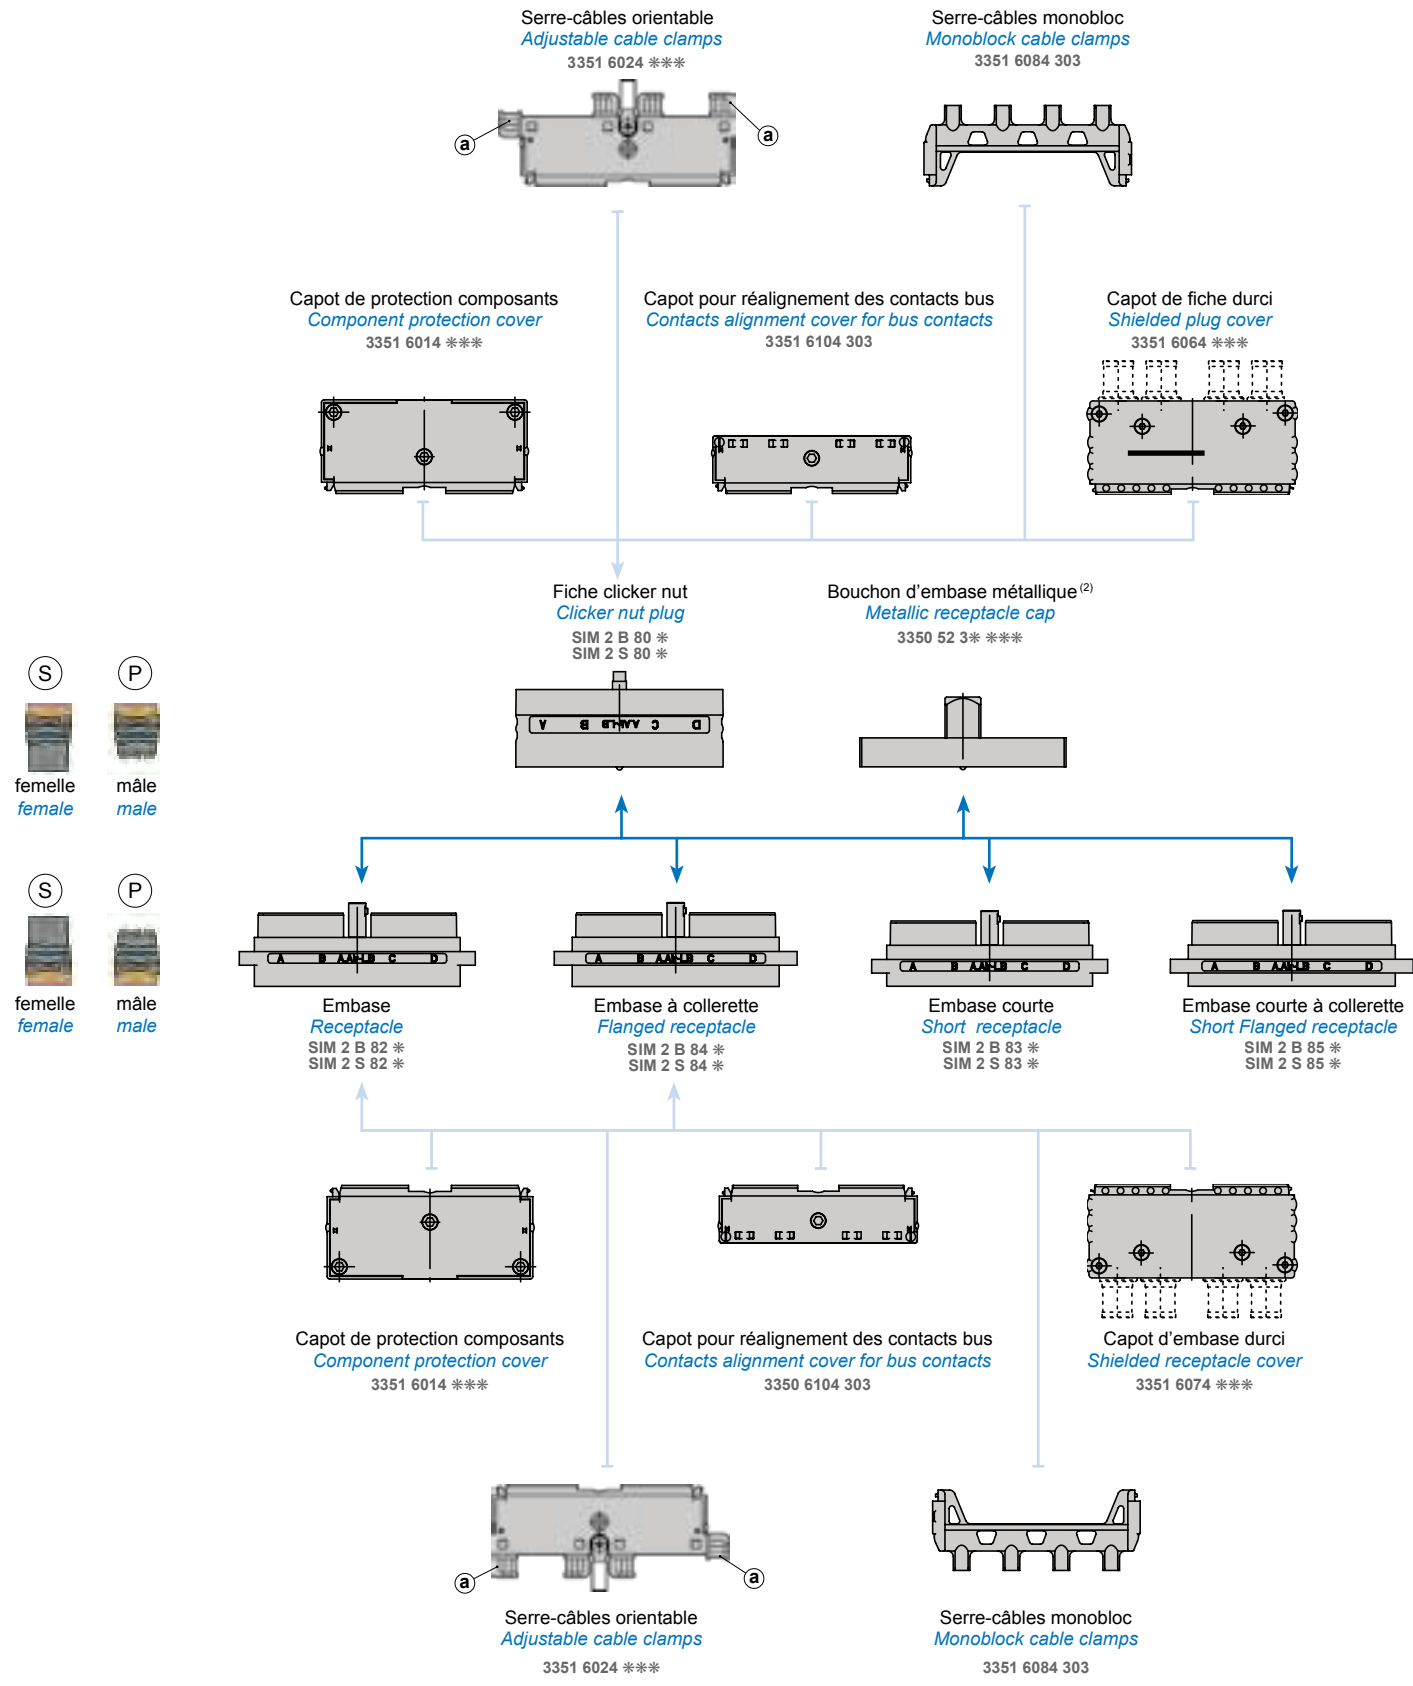 Serre-câbles orientable
Adjustable cable clamps
3351 6024 ✳✳✳
Serre-câbles monobloc
Monoblock cable clamps
3351 6084 303
a
a
Capot de protection composants
Component protection cover
3351 6014 ✳✳✳
Capot pour réalignement des contacts bus
Contacts alignment cover for bus contacts
3351 6104 303
Capot de fiche durci
Shielded plug cover
3351 6064 ✳✳✳
Fiche clicker nut
Clicker nut plug
SIM 2 B 80 ✳
SIM 2 S 80 ✳
Bouchon d'embase métallique (2)
Metallic receptacle cap
3350 52 3✳ ✳✳✳
S
P
femelle
female
mâle
male
A B C D
S
P
femelle
female
mâle
male
A B C D
A B C D
A B C D
A B C D
Embase
Receptacle
SIM 2 B 82 ✳
SIM 2 S 82 ✳
Embase à collerette
Flanged receptacle
SIM 2 B 84 ✳
SIM 2 S 84 ✳
Embase courte
Short receptacle
SIM 2 B 83 ✳
SIM 2 S 83 ✳
Embase courte à collerette
Short Flanged receptacle
SIM 2 B 85 ✳
SIM 2 S 85 ✳
Capot de protection composants
Component protection cover
3351 6014 ✳✳✳
Capot pour réalignement des contacts bus
Contacts alignment cover for bus contacts
3350 6104 303
Capot d'embase durci
Shielded receptacle cover
3351 6074 ✳✳✳
a
a
Serre-câbles orientable
Adjustable cable clamps
3351 6024 ✳✳✳
Serre-câbles monobloc
Monoblock cable clamps
3351 6084 303